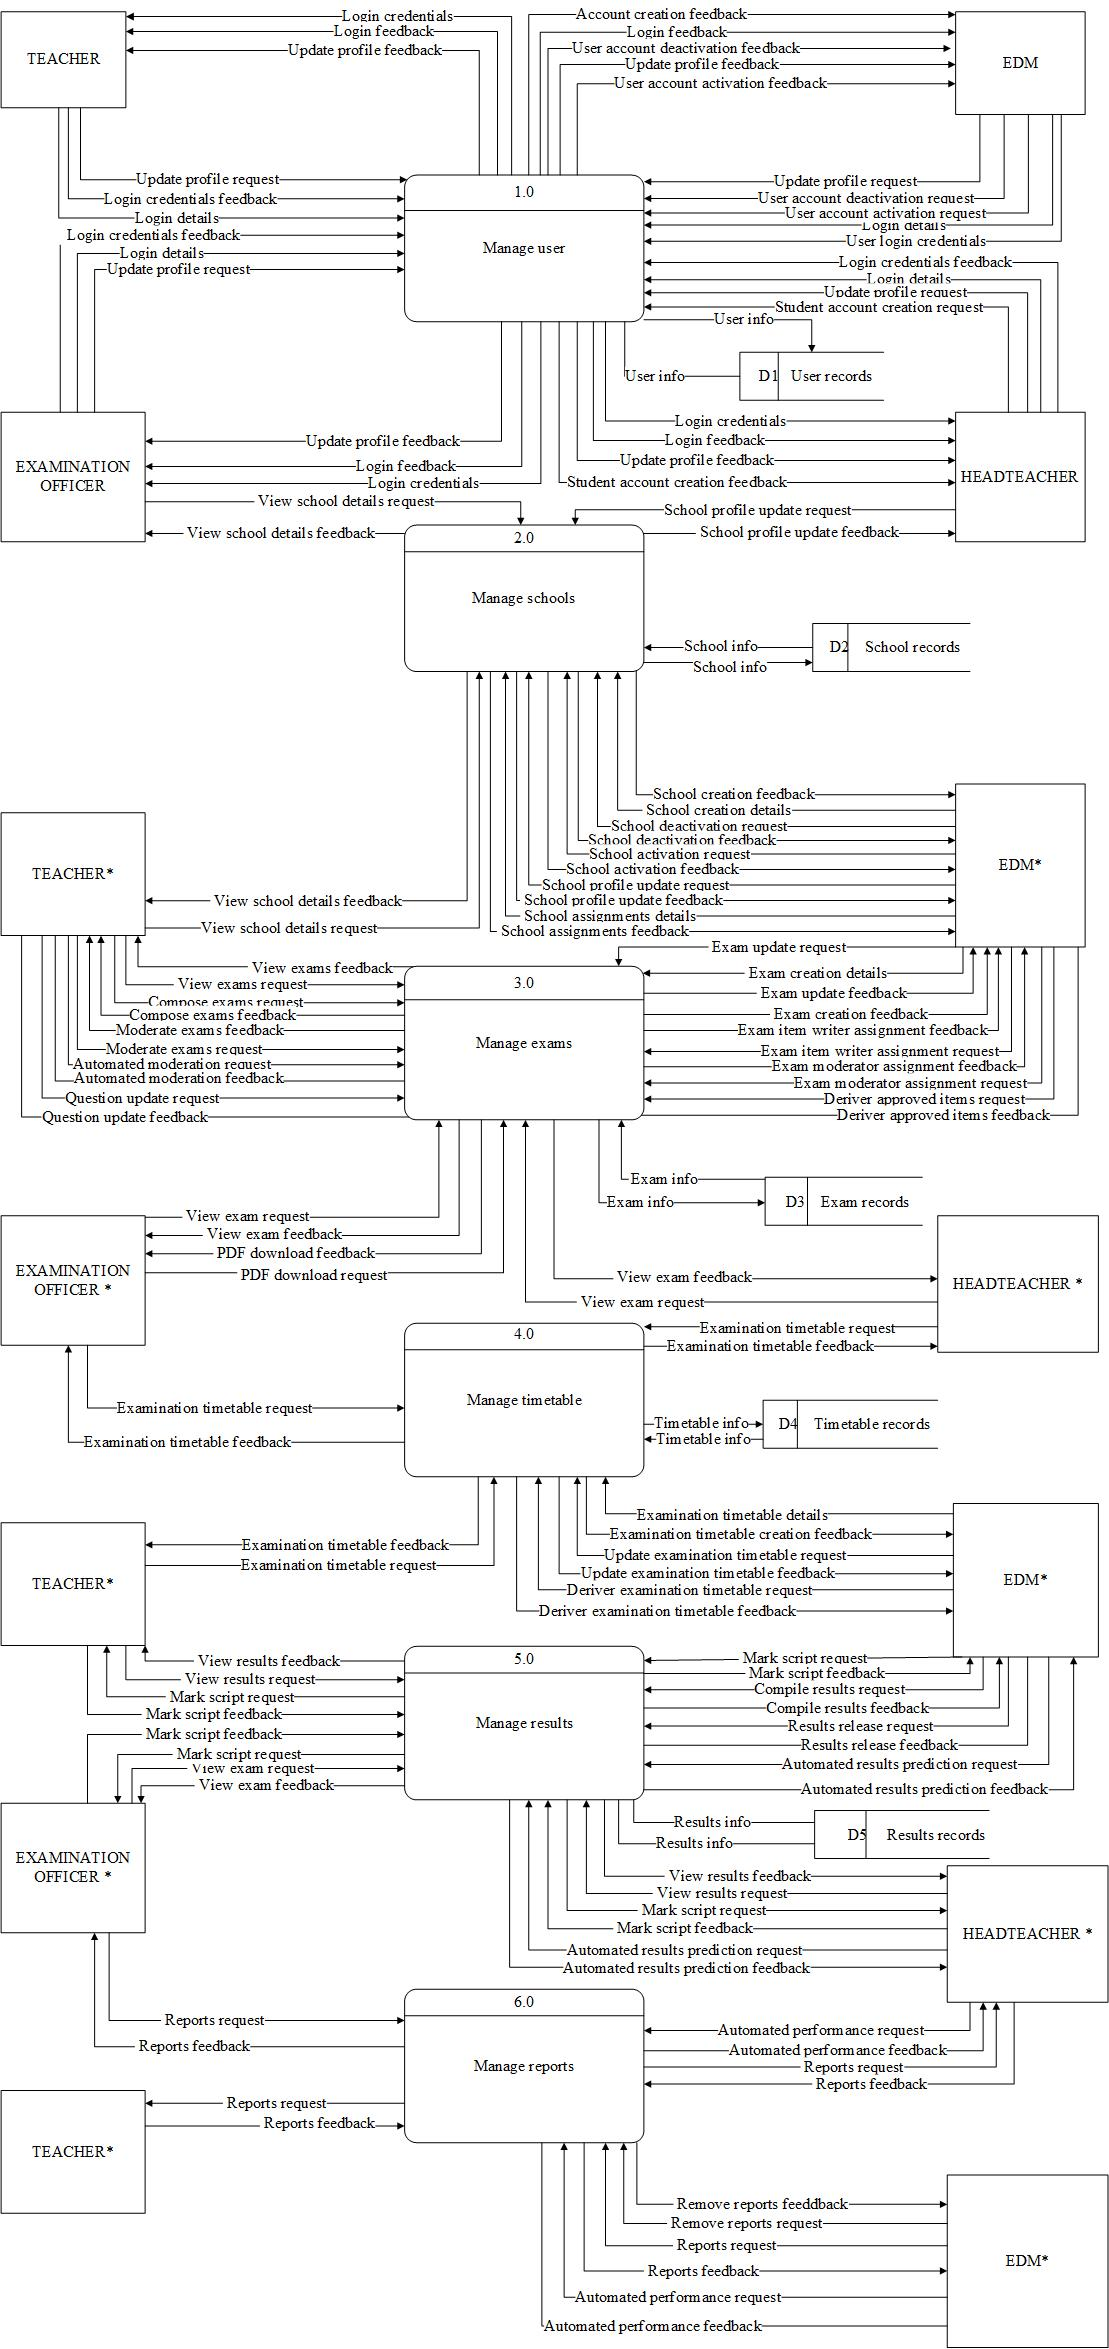 Login credentials
Login feedback
Update profile feedback
TEACHER
Account creation feedback
Login feedback
User account deactivation feedback
Update profile feedback
User account activation feedback
EDM
Update profile request
Login credentials feedback
Login details
Login credentials feedback
Login details
Update profile request
1.0
Manage user
Update profile request
User account deactivation request
User account activation request
Login details
User login credentials
Login credentials feedback
Login details
Update profile request
Student account creation request
User info
User info
D1
User records
Update profile feedback
Login feedback
Login credentials
View school details request
View school details feedback
EXAMINATION
OFFICER
Login credentials
Login feedback
Update profile feedback
Student account creation feedback
School profile update request
School profile update feedback
HEADTEACHER
2.0
Manage schools
School info
School info
D2
School records
School creation feedback
School creation details
School deactivation request
School deactivation feedback
School activation request
School activation feedback
School profile update request
School profile update feedback
School assignments details
School assignments feedback
EDM*
TEACHER*
View school details feedback
View school details request
View exams feedback
View exams request
Compose exams request
Compose exams feedback
Moderate exams feedback
Moderate exams request
Automated moderation request
Automated moderation feedback
Question update request
Question update feedback
3.0
Manage exams
Exam update request
Exam creation details
Exam update feedback
Exam creation feedback
Exam item writer assignment feedback
Exam item writer assignment request
Exam moderator assignment feedback
Exam moderator assignment request
Deriver approved items request
Deriver approved items feedback
Exam info
Exam info
D3
Exam records
View exam request
View exam feedback
PDF download feedback
PDF download request
EXAMINATION
OFFICER *
View exam feedback
View exam request
HEADTEACHER *
Examination timetable request
Examination timetable feedback
4.0
Manage timetable
Examination timetable request
Examination timetable feedback
Timetable info
Timetable info
D4
Timetable records
Examination timetable feedback
Examination timetable request
TEACHER*
Examination timetable details
Examination timetable creation feedback
Update examination timetable request
Update examination timetable feedback
Deriver examination timetable request
Deriver examination timetable feedback
EDM*
View results feedback
View results request
Mark script request
Mark script feedback
Mark script feedback
Mark script request
View exam request
View exam feedback
5.0
Manage results
Mark script request
Mark script feedback
Compile results request
Compile results feedback
Results release request
Results release feedback
Automated results prediction request
Automated results prediction feedback
Results info
Results info
D5
Results records
EXAMINATION
OFFICER *
View results feedback
View results request
Mark script request
Mark script feedback
Automated results prediction request
Automated results prediction feedback
HEADTEACHER *
6.0
Manage reports
Reports request
Reports feedback
Automated performance request
Automated performance feedback
Reports request
Reports feedback
Reports request
Reports feedback
TEACHER*
Remove reports feeddback
Remove reports request
Reports request
Reports feedback
Automated performance request
Automated performance feedback
EDM*